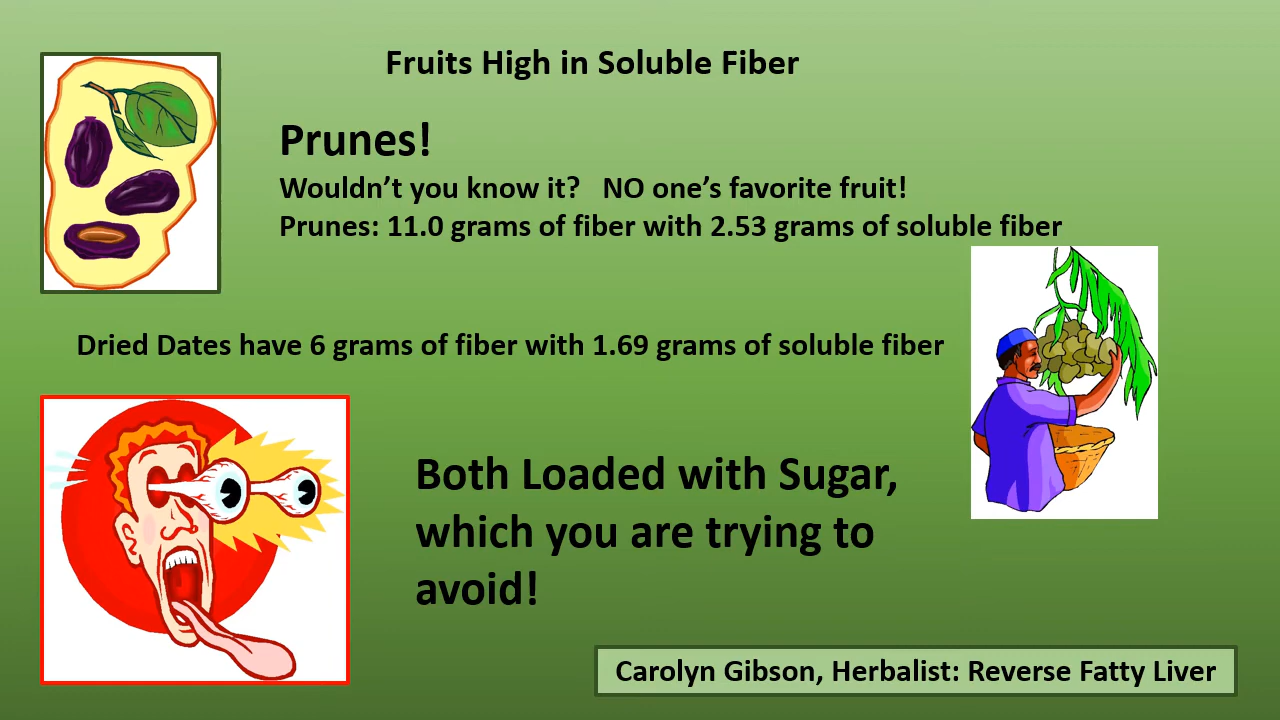 Fruits High in Soluble Fiber
Prunes!
Wouldn’t you know it?   NO one’s favorite fruit!
Prunes: 11.0 grams of fiber with 2.53 grams of soluble fiber
Dried Dates have 6 grams of fiber with 1.69 grams of soluble fiber
Both Loaded with Sugar,
which you are trying to
avoid!
Carolyn Gibson, Herbalist: Reverse Fatty Liver